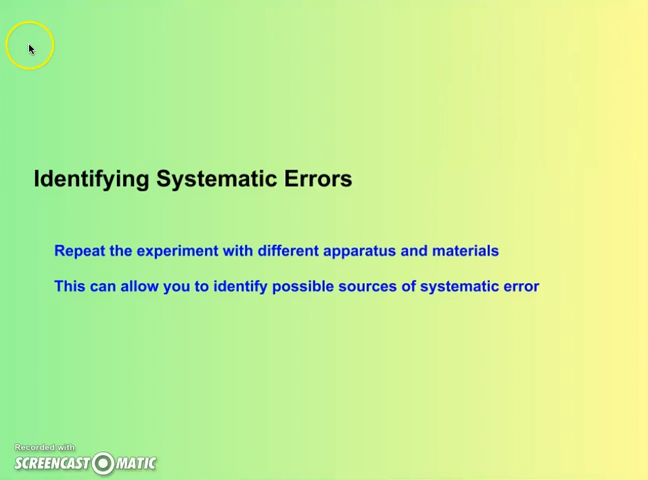 Identifying Systematic Errors
Repeat the experiment with different apparatus and materials
This can allow you to identify possible sources of systematic error
Recorded with
SCREENCAST MATIC